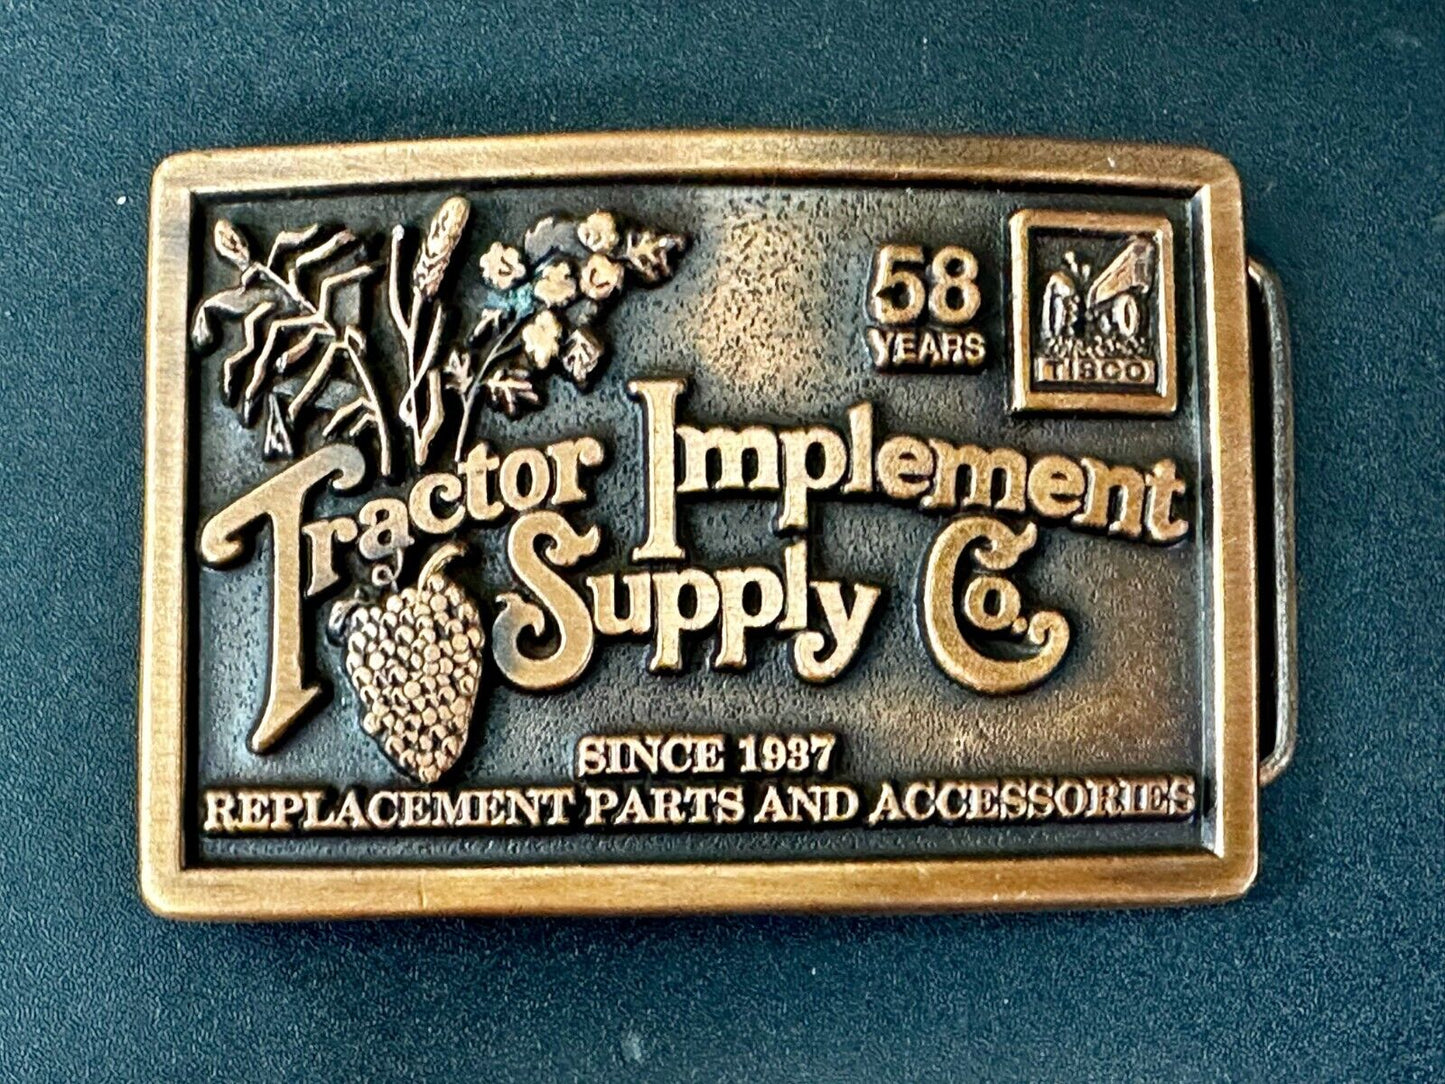 58
YEARS
TISCO
Tractor Implement
Supply Co.
SINCE 1937
REPLACEMENT PARTS AND ACCESSORIES